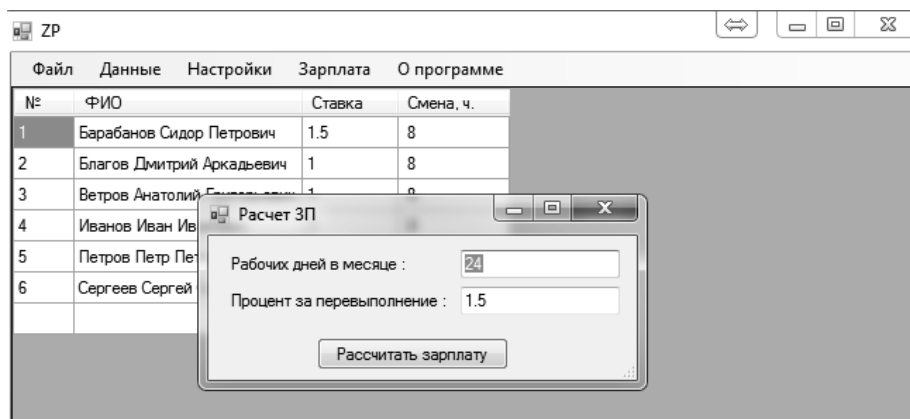 ZP
Файл Данные Настройки Зарплата О программе
№ ФИО Ставка Смена, ч.
1 Барабанов Сидор Петрович 1.5 8
2 Благов Дмитрий Аркадьевич 1 8
3 Ветров Анатолий
4 Иванов Иван
5 Петров Петр
6 Сергеев Сергей
Расчет ЗП
Рабочих дней в месяце : 24
Процент за перевыполнение : 1.5
Рассчитать зарплату